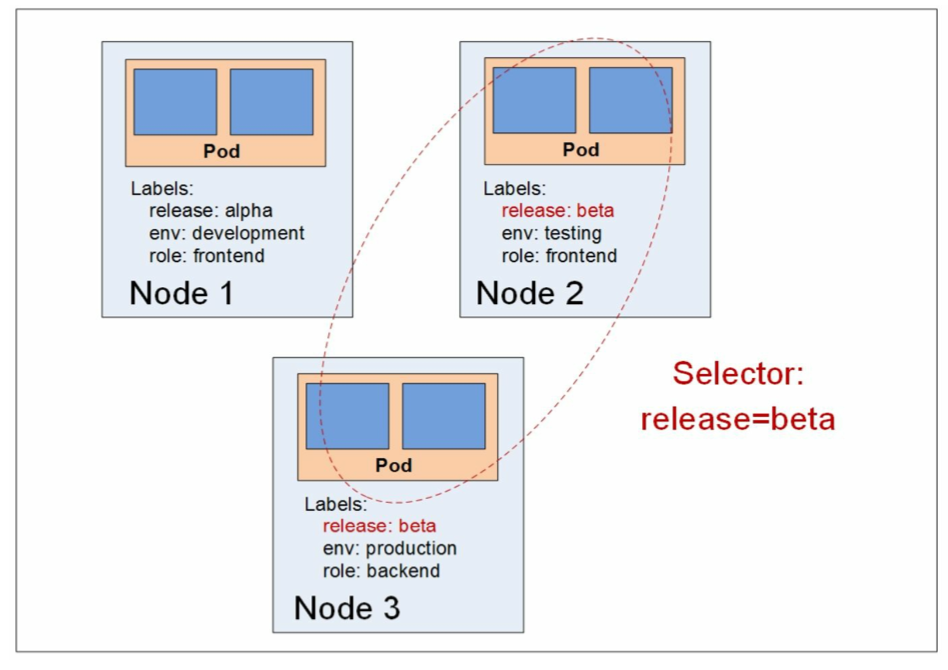 Pod
Labels:
release: alpha
env: development
role: frontend
Node 1
Pod
Labels:
release: beta
env: testing
role: frontend
Node 2
Pod
Labels:
release: beta
env: production
role: backend
Node 3
Selector:
release=beta